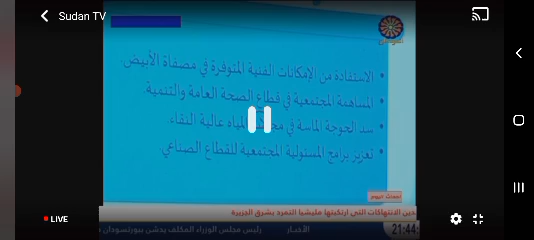 Sudan TV
الاستفادة من الإمكانات الفنية المتوفرة في مصفاة الأبيض
المساهمة المجتمعية في قطاع الصحة العامة والتنمية
سد الحوجة الماسة في المياه عالية النقاء
تعزيز برامج المسئولية المجتمعية للقطاع الصناعي
الانتهاكات التي ارتكبتها مليشيا التمرد بشرق الجزيرة
LIVE
الأخبار رئيس مجلس الوزراء المكلف يدشن ببورتسودان
21:44